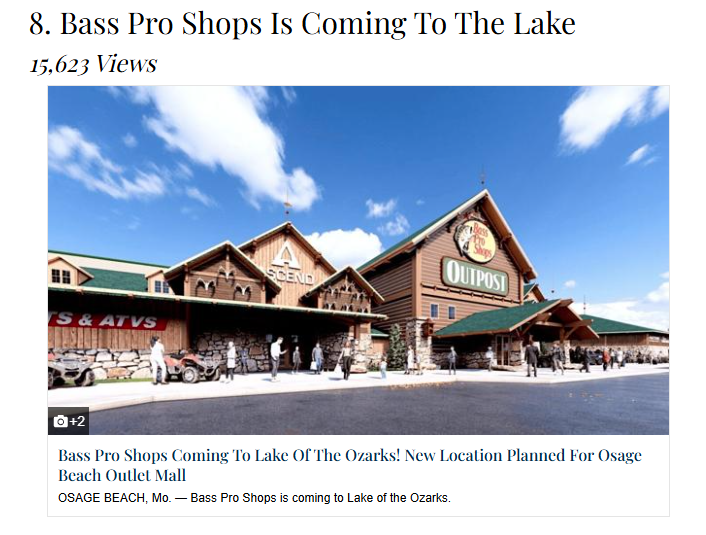 8. Bass Pro Shops Is Coming To The Lake
15,623 Views
Bass
Pro
Shops
OUTPOST
ASCEND
TS & ATVS
+2
Bass Pro Shops Coming To Lake Of The Ozarks! New Location Planned For Osage
Beach Outlet Mall
OSAGE BEACH, Mo. — Bass Pro Shops is coming to Lake of the Ozarks.